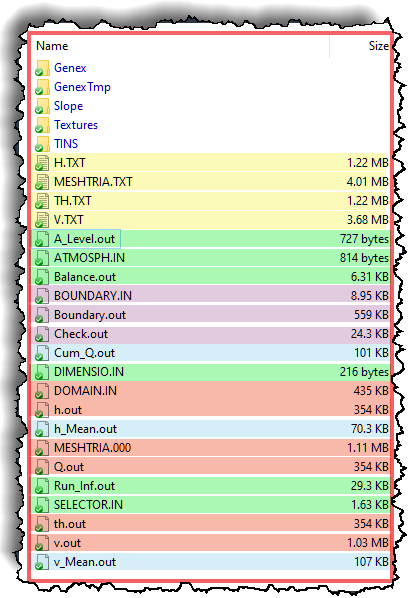 Name Size
Genex
GenexTmp
Slope
Textures
TINS
H.TXT 1.22 MB
MESHTRIA.TXT 4.01 MB
TH.TXT 1.22 MB
V.TXT 3.68 MB
A_Level.out 727 bytes
ATMOSPH.IN 814 bytes
Balance.out 6.31 KB
BOUNDARY.IN 8.95 KB
Boundary.out 559 KB
Check.out 24.3 KB
Cum_Q.out 101 KB
DIMENSIO.IN 216 bytes
DOMAIN.IN 435 KB
h.out 354 KB
h_Mean.out 70.3 KB
MESHTRIA.000 1.11 MB
Q.out 354 KB
Run_Inf.out 29.3 KB
SELECTOR.IN 1.63 KB
th.out 354 KB
v.out 1.03 MB
v_Mean.out 107 KB